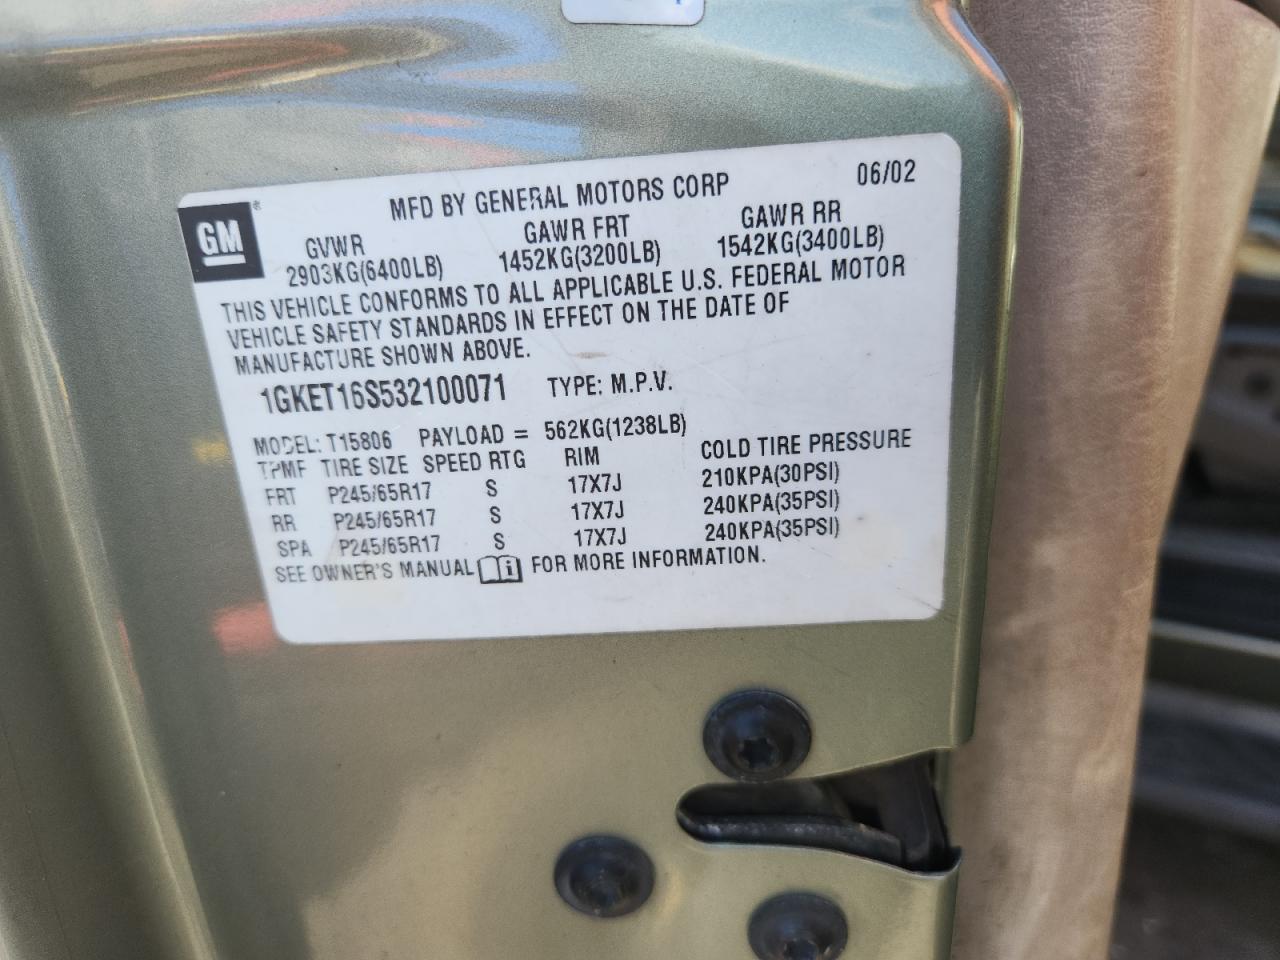 GM
MFD BY GENERAL MOTORS CORP 06/02
GVWR GAWR FRT GAWR RR
2903KG(6400LB) 1452KG(3200LB) 1542KG(3400LB)
THIS VEHICLE CONFORMS TO ALL APPLICABLE U.S. FEDERAL MOTOR
VEHICLE SAFETY STANDARDS IN EFFECT ON THE DATE OF
MANUFACTURE SHOWN ABOVE.
1GKET16S532100071 TYPE: M.P.V.
MODEL: T15806 PAYLOAD = 562KG(1238LB)
TIRE SIZE SPEED RTG RIM COLD TIRE PRESSURE
FRT P245/65R17 S 17X7J 210KPA(30PSI)
RR P245/65R17 S 17X7J 240KPA(35PSI)
SPA P245/65R17 S 17X7J 240KPA(35PSI)
SEE OWNER'S MANUAL i FOR MORE INFORMATION.